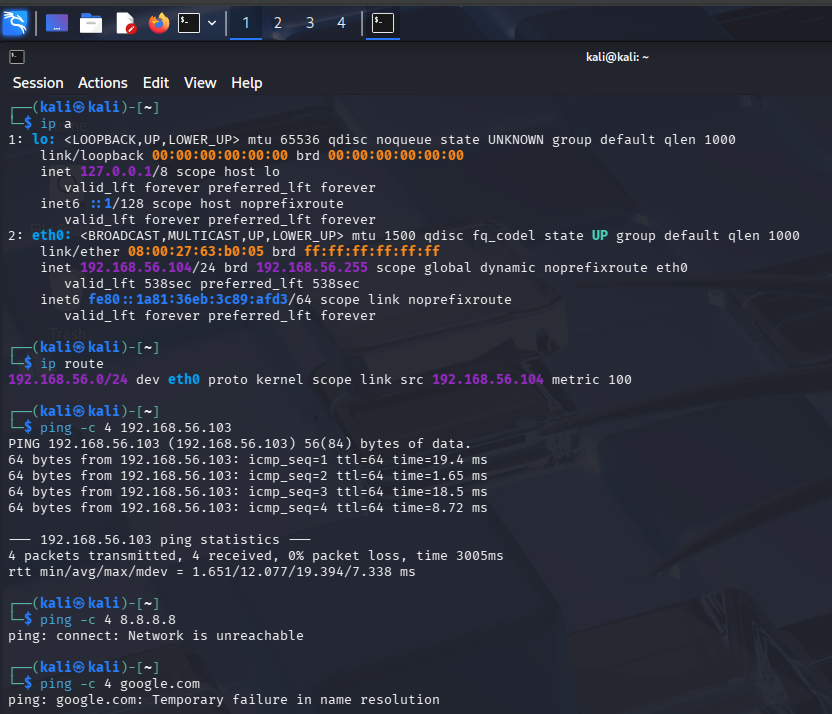 1 2 3 4
kali@kali: ~
Session Actions Edit View Help
┌──(kali㉿kali)-[~]
└─$ ip a
1: lo: <LOOPBACK,UP,LOWER_UP> mtu 65536 qdisc noqueue state UNKNOWN group default qlen 1000
    link/loopback 00:00:00:00:00:00 brd 00:00:00:00:00:00
    inet 127.0.0.1/8 scope host lo
       valid_lft forever preferred_lft forever
    inet6 ::1/128 scope host noprefixroute
       valid_lft forever preferred_lft forever
2: eth0: <BROADCAST,MULTICAST,UP,LOWER_UP> mtu 1500 qdisc fq_codel state UP group default qlen 1000
    link/ether 08:00:27:63:b0:05 brd ff:ff:ff:ff:ff:ff
    inet 192.168.56.104/24 brd 192.168.56.255 scope global dynamic noprefixroute eth0
       valid_lft 538sec preferred_lft 538sec
    inet6 fe80::1a81:36eb:3c89:afd3/64 scope link noprefixroute
       valid_lft forever preferred_lft forever
Trash
┌──(kali㉿kali)-[~]
└─$ ip route
192.168.56.0/24 dev eth0 proto kernel scope link src 192.168.56.104 metric 100
┌──(kali㉿kali)-[~]
└─$ ping -c 4 192.168.56.103
PING 192.168.56.103 (192.168.56.103) 56(84) bytes of data.
64 bytes from 192.168.56.103: icmp_seq=1 ttl=64 time=19.4 ms
64 bytes from 192.168.56.103: icmp_seq=2 ttl=64 time=1.65 ms
64 bytes from 192.168.56.103: icmp_seq=3 ttl=64 time=18.5 ms
64 bytes from 192.168.56.103: icmp_seq=4 ttl=64 time=8.72 ms
--- 192.168.56.103 ping statistics ---
4 packets transmitted, 4 received, 0% packet loss, time 3005ms
rtt min/avg/max/mdev = 1.651/12.077/19.394/7.338 ms
┌──(kali㉿kali)-[~]
└─$ ping -c 4 8.8.8.8
ping: connect: Network is unreachable
┌──(kali㉿kali)-[~]
└─$ ping -c 4 google.com
ping: google.com: Temporary failure in name resolution